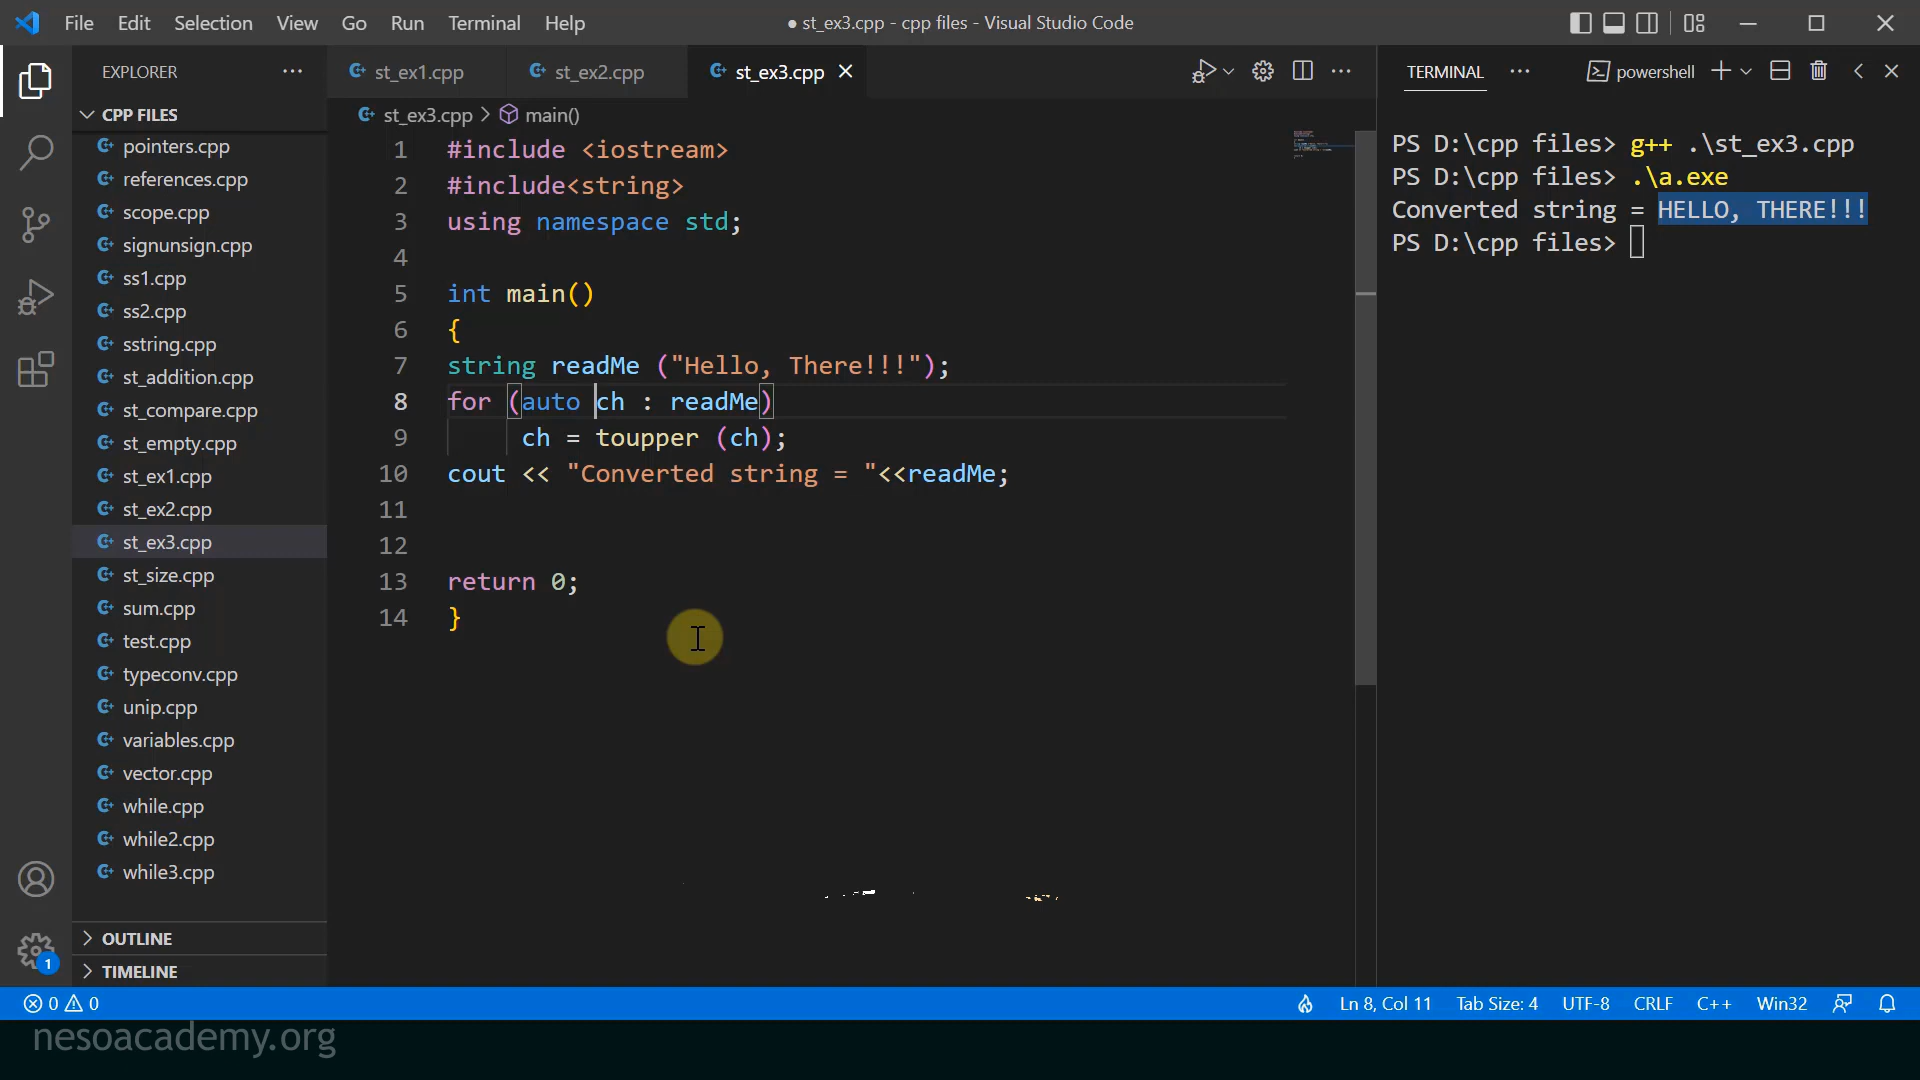 File Edit Selection View Go Run Terminal Help
● st_ex3.cpp - cpp files - Visual Studio Code
EXPLORER
CPP FILES
pointers.cpp
references.cpp
scope.cpp
signunsign.cpp
ss1.cpp
ss2.cpp
sstring.cpp
st_addition.cpp
st_compare.cpp
st_empty.cpp
st_ex1.cpp
st_ex2.cpp
st_ex3.cpp
st_size.cpp
sum.cpp
test.cpp
typeconv.cpp
unip.cpp
variables.cpp
vector.cpp
while.cpp
while2.cpp
while3.cpp
OUTLINE
TIMELINE
1
st_ex1.cpp st_ex2.cpp st_ex3.cpp
st_ex3.cpp > main()
1 #include <iostream>
2 #include<string>
3 using namespace std;
4
5 int main()
6 {
7 string readMe ("Hello, There!!!");
8 for (auto ch : readMe)
9 ch = toupper (ch);
10 cout << "Converted string = "<<readMe;
11
12
13 return 0;
14 }
TERMINAL powershell
PS D:\cpp files> g++ .\st_ex3.cpp
PS D:\cpp files> .\a.exe
Converted string = HELLO, THERE!!!
PS D:\cpp files>
0 0 Ln 8, Col 11 Tab Size: 4 UTF-8 CRLF C++ Win32
nesoacademy.org